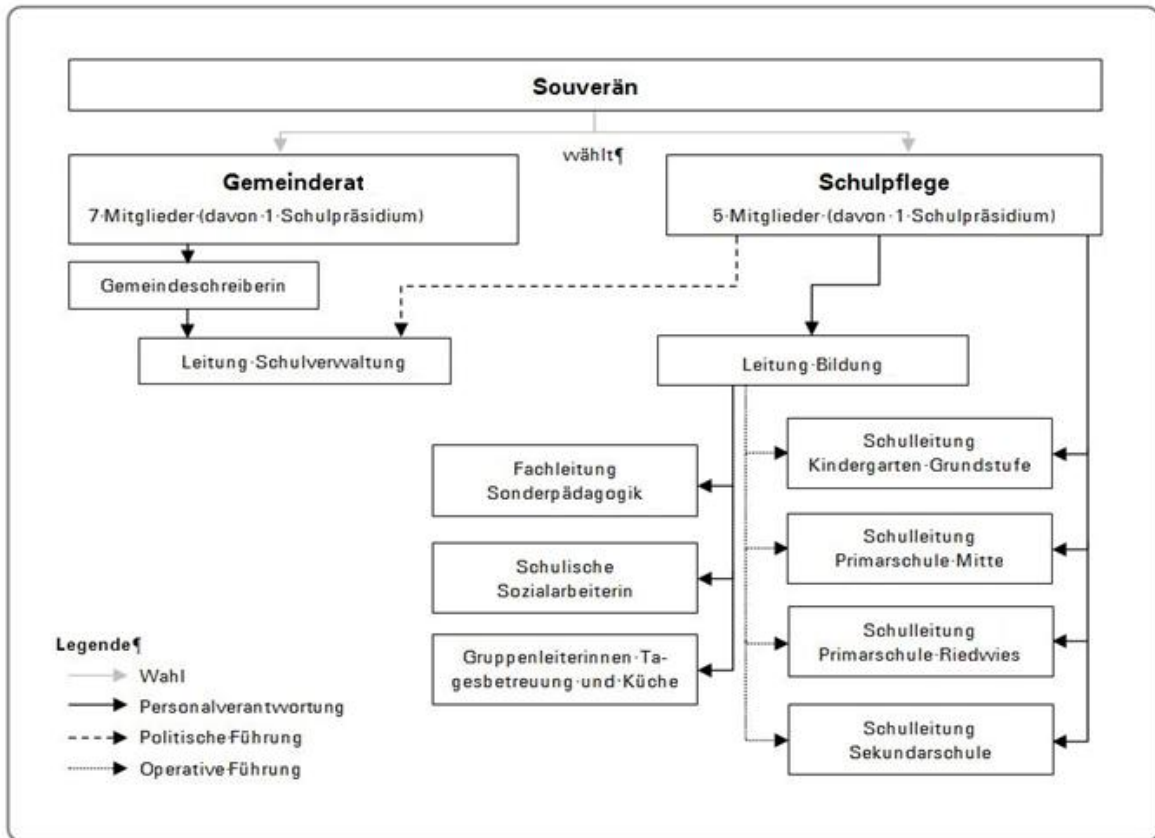 Souverän
wählt¶
Gemeinderat
7·Mitglieder·(davon·1·Schulpräsidium)
Schulpflege
5·Mitglieder·(davon·1·Schulpräsidium)
Gemeindeschreiberin
Leitung·Schulverwaltung
Leitung·Bildung
Fachleitung
Sonderpädagogik
Schulische
Sozialarbeiterin
Gruppenleiterinnen·Ta-
gesbetreuung·und·Küche
Schulleitung
Kindergarten·Grundstufe
Schulleitung
Primarschule·Mitte
Schulleitung
Primarschule·Riedwies
Schulleitung
Sekundarschule
Legende¶
Wahl
Personalverantwortung
Politische·Führung
Operative·Führung